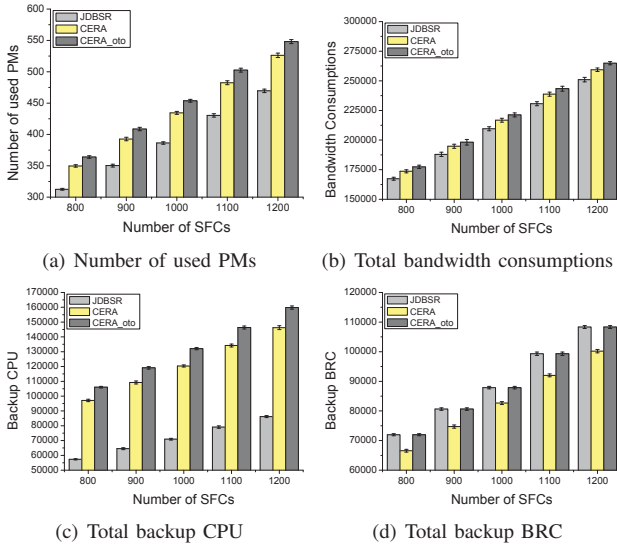 JDBSR
CERA
CERA_oto
Number of used PMs
550
500
450
400
350
300
800 900 1000 1100 1200
Number of SFCs
(a) Number of used PMs
JDBSR
CERA
CERA_oto
Bandwidth Consumptions
275000
250000
225000
200000
175000
150000
800 900 1000 1100 1200
Number of SFCs
(b) Total bandwidth consumptions
JDBSR
CERA
CERA_oto
Backup CPU
170000
160000
150000
140000
130000
120000
110000
100000
90000
80000
70000
60000
50000
800 900 1000 1100 1200
Number of SFCs
(c) Total backup CPU
JDBSR
CERA
CERA_oto
Backup BRC
120000
110000
100000
90000
80000
70000
60000
800 900 1000 1100 1200
Number of SFCs
(d) Total backup BRC